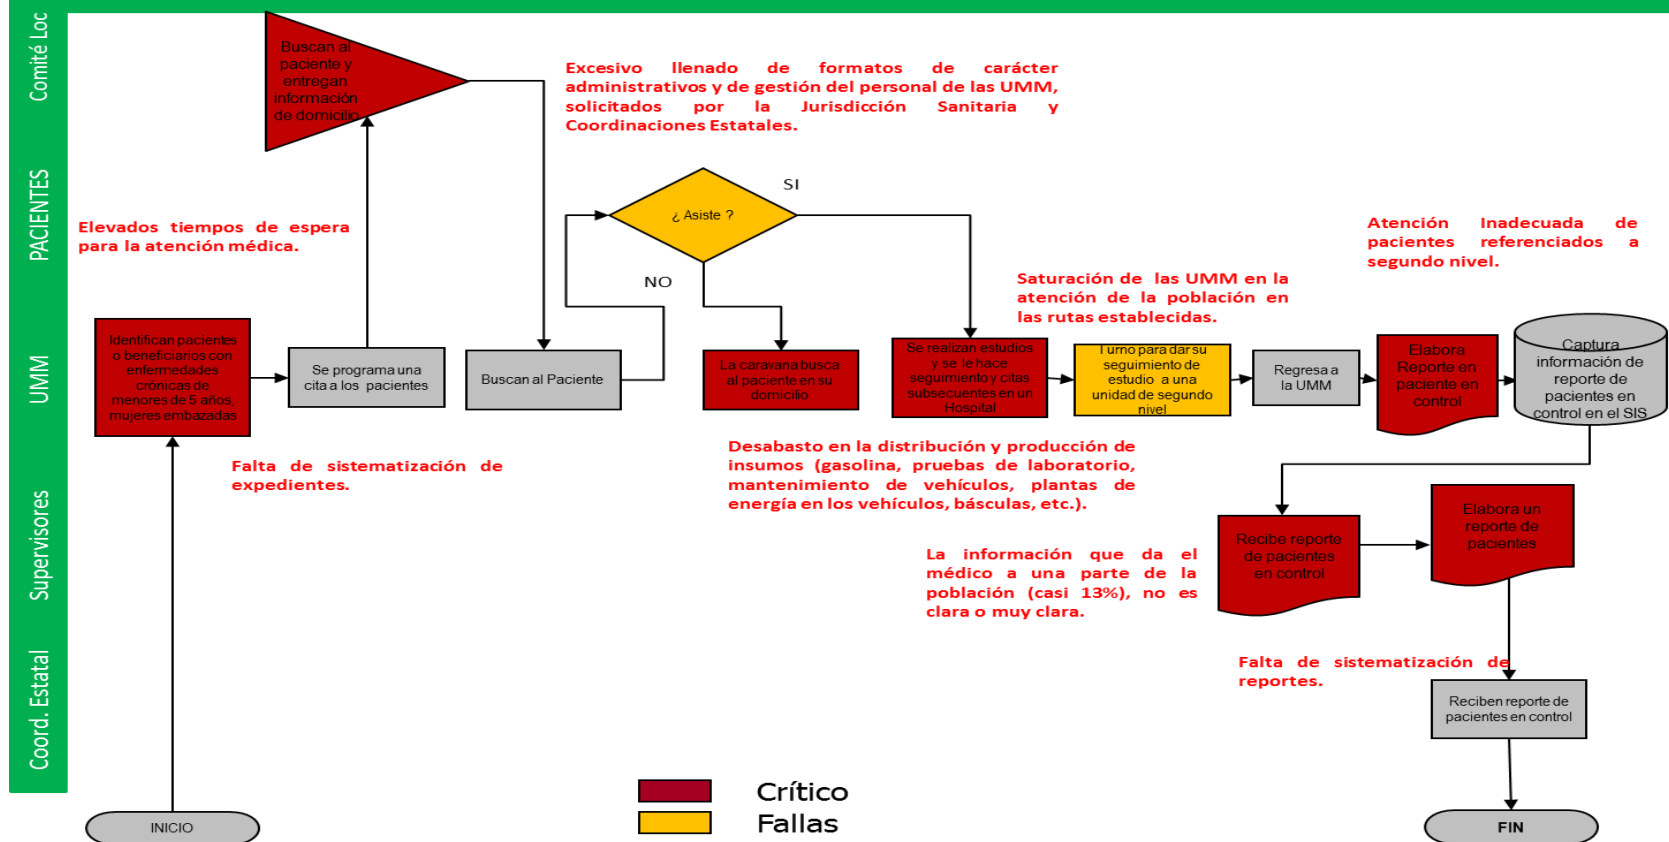 Comité Loc
PACIENTES
UMM
Supervisores
Coord. Estatal
Buscan al
paciente y
entregan
información
de domicilio
Excesivo llenado de formatos de carácter
administrativos y de gestión del personal de las UMM,
solicitados por la Jurisdicción Sanitaria y
Coordinaciones Estatales.
SI
¿ Asiste ?
NO
Elevados tiempos de espera
para la atención médica.
Atención Inadecuada de
pacientes referenciados a
segundo nivel.
Saturación de las UMM en la
atención de la población en
las rutas establecidas.
Identifican pacientes
o beneficiarios con
enfermedades
crónicas de
menores de 5 años,
mujeres embazadas
Se programa una
cita a los pacientes
Buscan al Paciente
La caravana busca
al paciente en su
domicilio
Se realizan estudios
y se le hace
seguimiento y citas
subsecuentes en un
Hospital
Turno para dar su
seguimiento de
estudio a una
unidad de segundo
nivel
Regresa a
la UMM
Elabora
Reporte en
paciente en
control
Captura
información de
reporte de
pacientes en
control en el SIS
Falta de sistematización de
expedientes.
Desabasto en la distribución y producción de
insumos (gasolina, pruebas de laboratorio,
mantenimiento de vehículos, plantas de
energía en los vehículos, básculas, etc.).
Recibe reporte
de pacientes
en control
Elabora un
reporte de
pacientes
La información que da el
médico a una parte de la
población (casi 13%), no es
clara o muy clara.
Falta de sistematización de
reportes.
Reciben reporte de
pacientes en control
Crítico
Fallas
INICIO
FIN